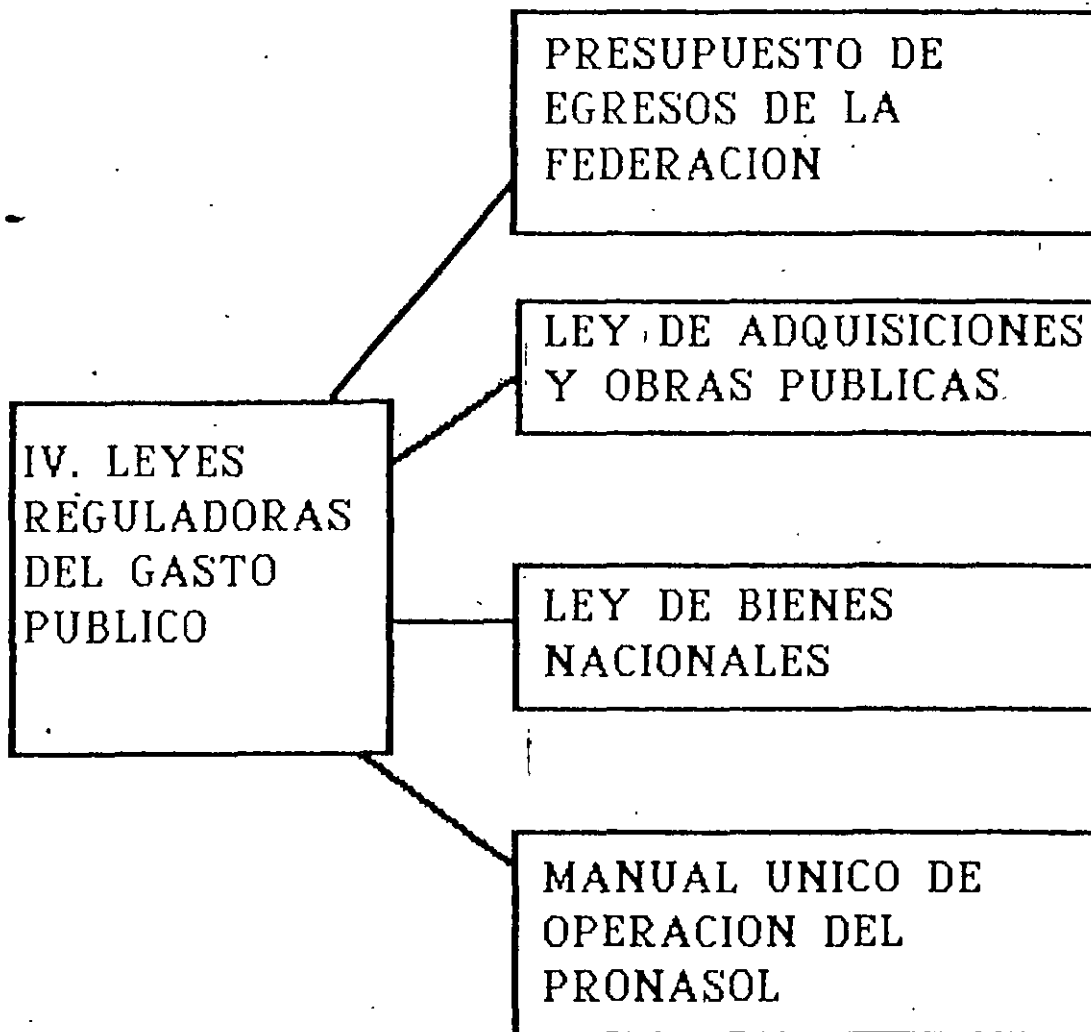 PRESUPUESTO DE
EGRESOS DE LA
FEDERACION
LEY DE ADQUISICIONES
Y OBRAS PUBLICAS
IV. LEYES
REGULADORAS
DEL GASTO
PUBLICO
LEY DE BIENES
NACIONALES
MANUAL UNICO DE
OPERACION DEL
PRONASOL